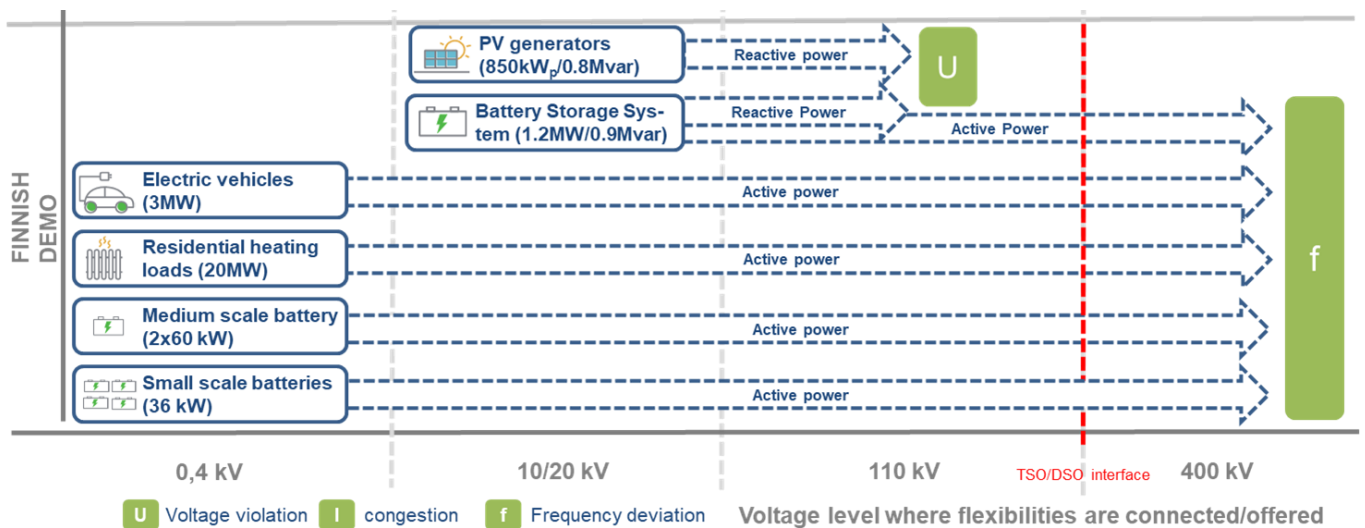 FINNISH
DEMO
PV generators
(850kWp/0.8Mvar)
Reactive power
U
Battery Storage Sys-
tem (1.2MW/0.9Mvar)
Reactive Power
Active Power
Electric vehicles
(3MW)
Active power
Residential heating
loads (20MW)
Active power
f
Medium scale battery
(2x60 kW)
Active power
Small scale batteries
(36 kW)
Active power
0,4 kV
10/20 kV
110 kV
TSO/DSO interface
400 kV
U Voltage violation I congestion f Frequency deviation
Voltage level where flexibilities are connected/offered